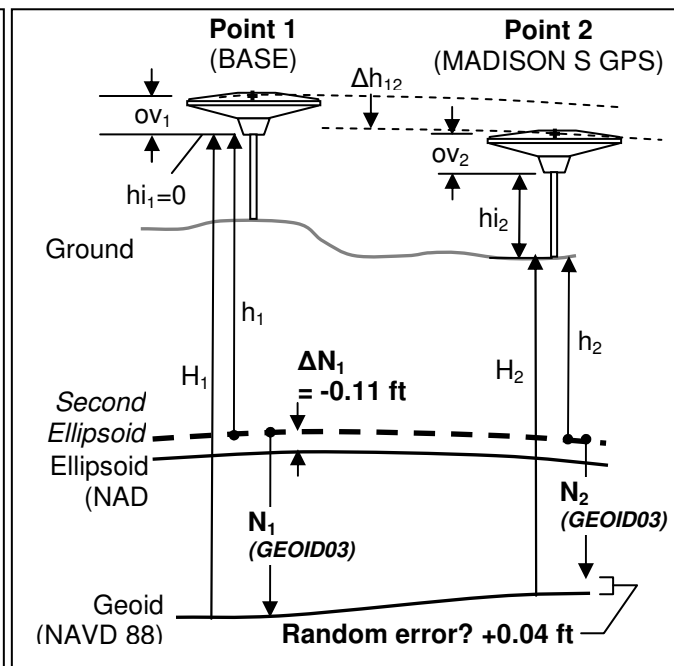 Point 1
(BASE)
Point 2
(MADISON S GPS)
Δh₁₂
ov₁
ov₂
hi₁=0
hi₂
Ground
h₁
h₂
H₁
H₂
ΔN₁
= -0.11 ft
Second
Ellipsoid
Ellipsoid
(NAD
N₁
(GEOID03)
N₂
(GEOID03)
Geoid
(NAVD 88)
Random error? +0.04 ft